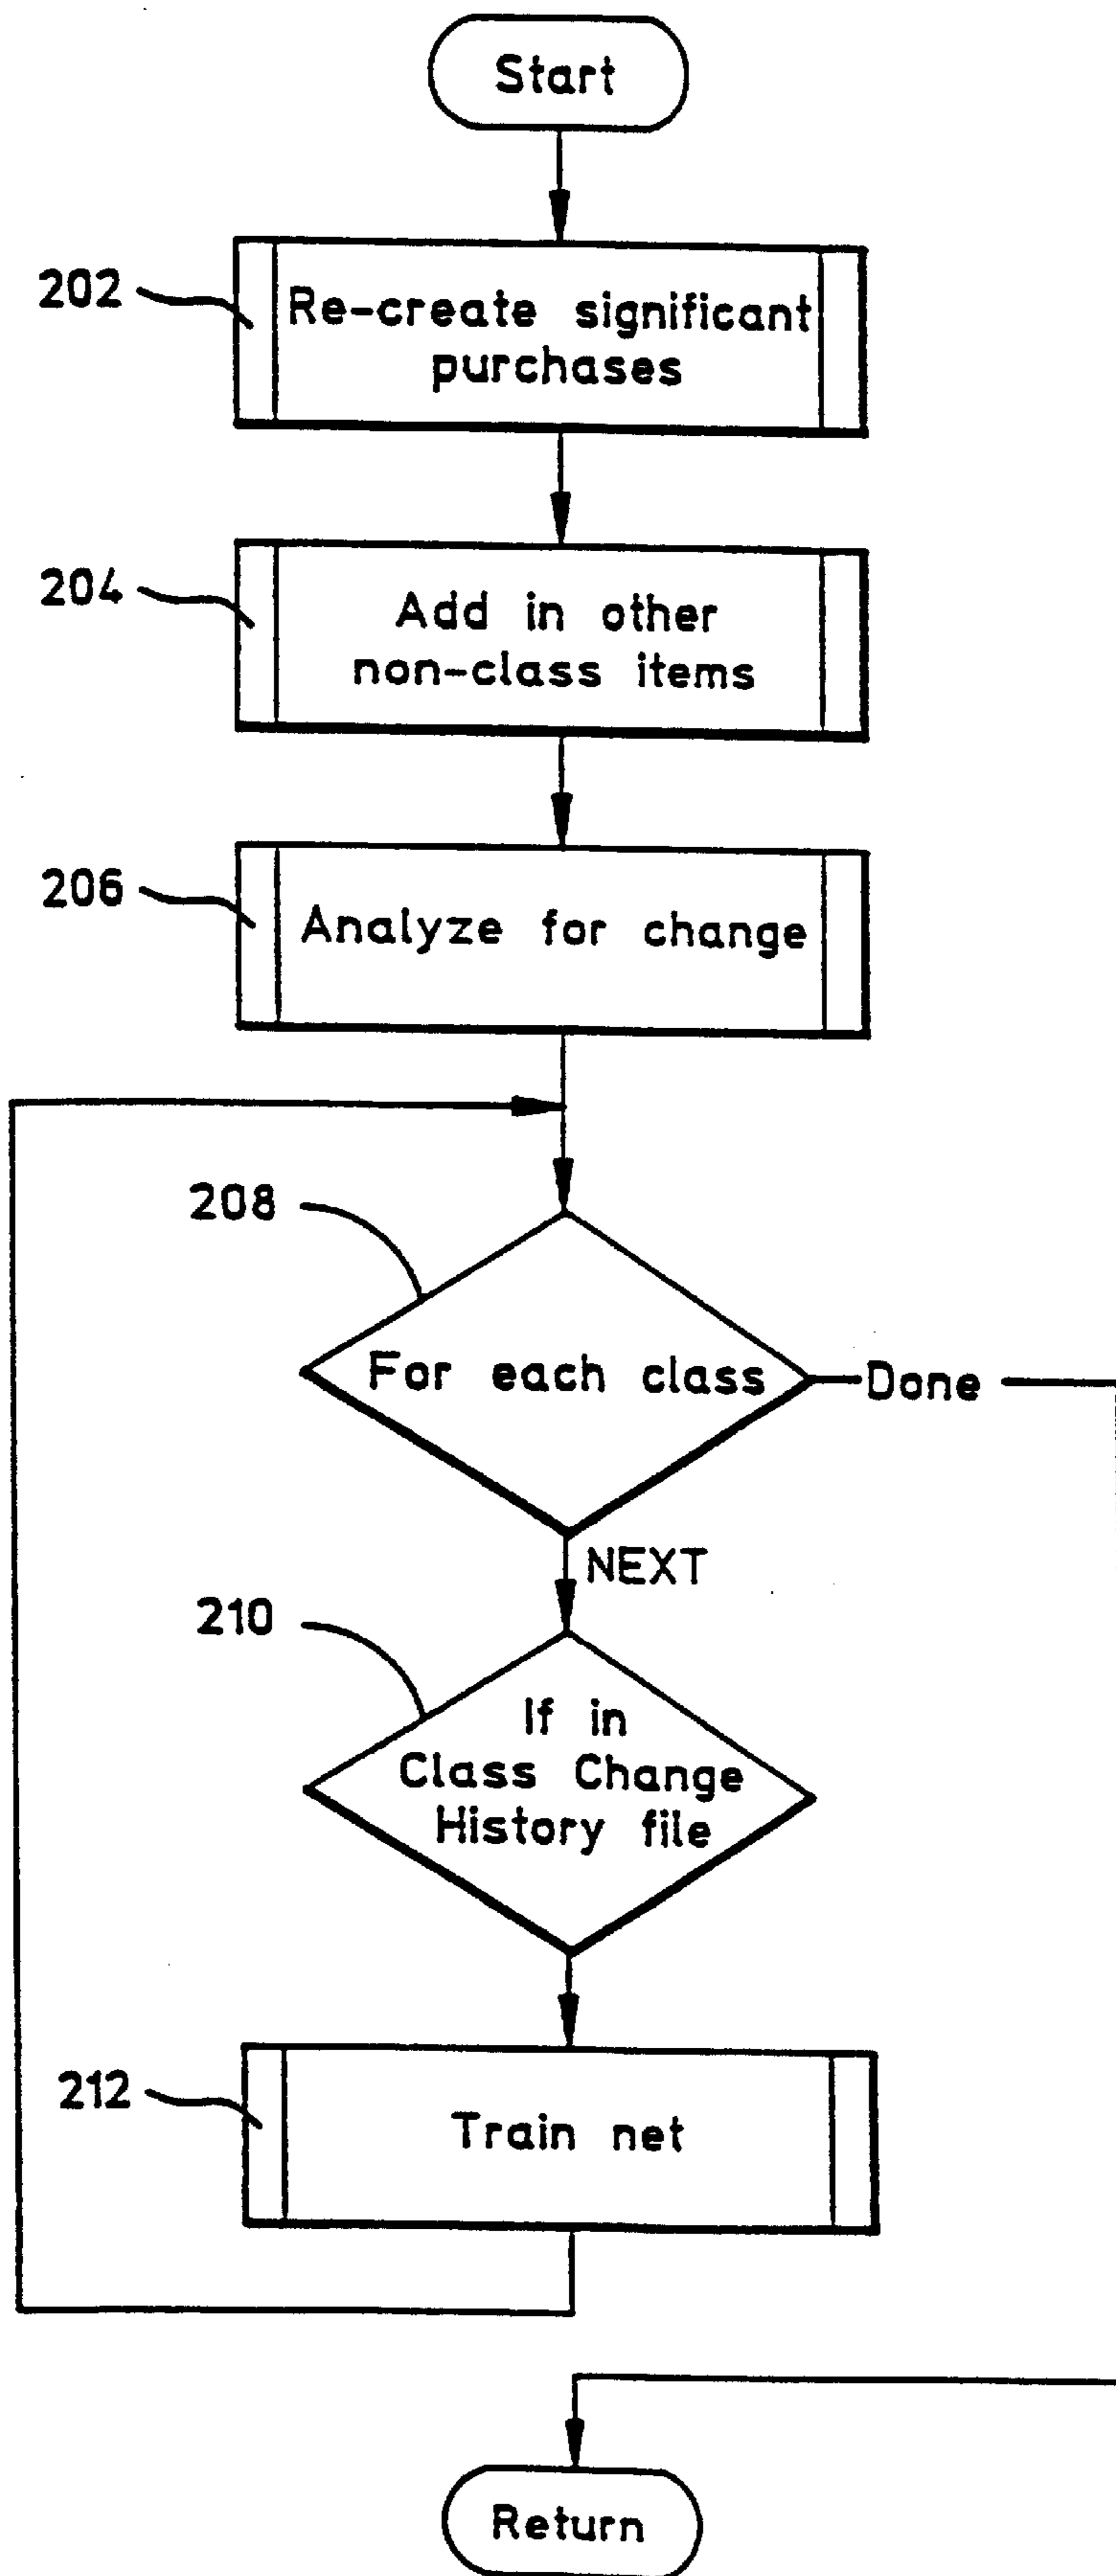 Start
202
Re-create significant
purchases
204
Add in other
non-class items
206
Analyze for change
208
For each class
Done
NEXT
210
If in
Class Change
History file
212
Train net
Return